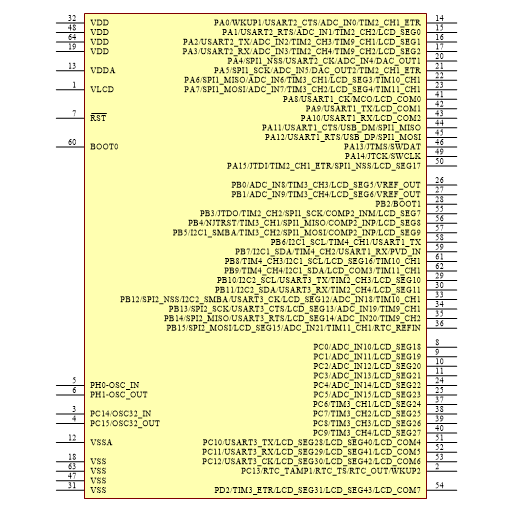 32 VDD PA0/WKUP1/USART2_CTS/ADC_IN0/TIM2_CH1_ETR 14
48 VDD PA1/USART2_RTS/ADC_IN1/TIM2_CH2/LCD_SEG0 15
64 VDD PA2/USART2_TX/ADC_IN2/TIM2_CH3/TIM9_CH1/LCD_SEG1 16
19 VDD PA3/USART2_RX/ADC_IN3/TIM2_CH4/TIM9_CH2/LCD_SEG2 17
PA4/SPI1_NSS/USART2_CK/ADC_IN4/DAC_OUT1 20
13 VDDA PA5/SPI1_SCK/ADC_IN5/DAC_OUT2/TIM2_CH1_ETR 21
PA6/SPI1_MISO/ADC_IN6/TIM3_CH1/LCD_SEG3/TIM10_CH1 22
1 VLCD PA7/SPI1_MOSI/ADC_IN7/TIM3_CH2/LCD_SEG4/TIM11_CH1 23
PA8/USART1_CK/MCO/LCD_COM0 41
PA9/USART1_TX/LCD_COM1 42
7 RST PA10/USART1_RX/LCD_COM2 43
PA11/USART1_CTS/USB_DM/SPI1_MISO 44
PA12/USART1_RTS/USB_DP/SPI1_MOSI 45
60 BOOT0 PA13/JTMS/SWDAT 46
PA14/JTCK/SWCLK 49
PA15/JTDI/TIM2_CH1_ETR/SPI1_NSS/LCD_SEG17 50
PB0/ADC_IN8/TIM3_CH3/LCD_SEG5/VREF_OUT 26
PB1/ADC_IN9/TIM3_CH4/LCD_SEG6/VREF_OUT 27
PB2/BOOT1 28
PB3/JTDO/TIM2_CH2/SPI1_SCK/COMP2_INM/LCD_SEG7 55
PB4/NJTRST/TIM3_CH1/SPI1_MISO/COMP2_INP/LCD_SEG8 56
PB5/I2C1_SMBA/TIM3_CH2/SPI1_MOSI/COMP2_INP/LCD_SEG9 57
PB6/I2C1_SCL/TIM4_CH1/USART1_TX 58
PB7/I2C1_SDA/TIM4_CH2/USART1_RX/PVD_IN 59
PB8/TIM4_CH3/I2C1_SCL/LCD_SEG16/TIM10_CH1 61
PB9/TIM4_CH4/I2C1_SDA/LCD_COM3/TIM11_CH1 62
PB10/I2C2_SCL/USART3_TX/TIM2_CH3/LCD_SEG10 29
PB11/I2C2_SDA/USART3_RX/TIM2_CH4/LCD_SEG11 30
PB12/SPI2_NSS/I2C2_SMBA/USART3_CK/LCD_SEG12/ADC_IN18/TIM10_CH1 33
PB13/SPI2_SCK/USART3_CTS/LCD_SEG13/ADC_IN19/TIM9_CH1 34
PB14/SPI2_MISO/USART3_RTS/LCD_SEG14/ADC_IN20/TIM9_CH2 35
PB15/SPI2_MOSI/LCD_SEG15/ADC_IN21/TIM11_CH1/RTC_REFIN 36
PC0/ADC_IN10/LCD_SEG18 8
PC1/ADC_IN11/LCD_SEG19 9
PC2/ADC_IN12/LCD_SEG20 10
PC3/ADC_IN13/LCD_SEG21 11
5 PH0-OSC_IN PC4/ADC_IN14/LCD_SEG22 24
6 PH1-OSC_OUT PC5/ADC_IN15/LCD_SEG23 25
PC6/TIM3_CH1/LCD_SEG24 37
3 PC14/OSC32_IN PC7/TIM3_CH2/LCD_SEG25 38
4 PC15/OSC32_OUT PC8/TIM3_CH3/LCD_SEG26 39
PC9/TIM3_CH4/LCD_SEG27 40
12 VSSA PC10/USART3_TX/LCD_SEG28/LCD_SEG40/LCD_COM4 51
PC11/USART3_RX/LCD_SEG29/LCD_SEG41/LCD_COM5 52
18 VSS PC12/USART3_CK/LCD_SEG30/LCD_SEG42/LCD_COM6 53
63 VSS PC13/RTC_TAMP1/RTC_TS/RTC_OUT/WKUP2 2
47 VSS
31 VSS PD2/TIM3_ETR/LCD_SEG31/LCD_SEG43/LCD_COM7 54